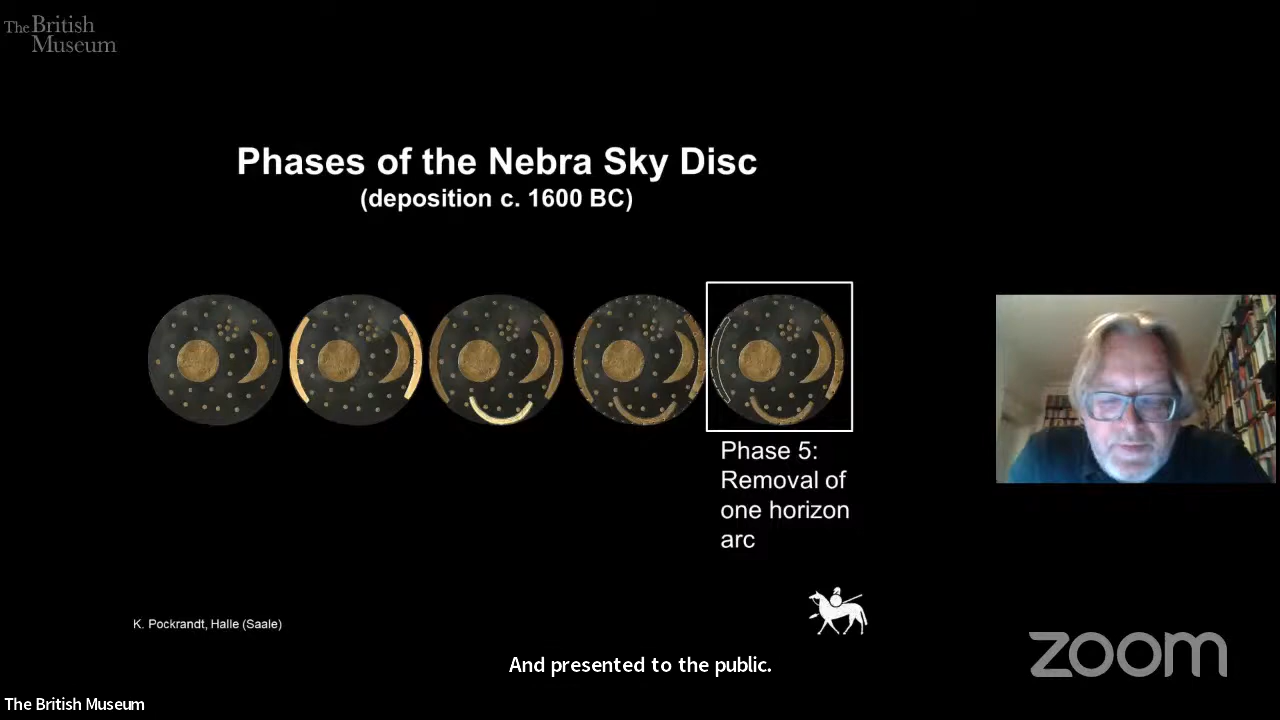 The British
Museum
Phases of the Nebra Sky Disc
(deposition c. 1600 BC)
Phase 5:
Removal of
one horizon
arc
K. Pockrandt, Halle (Saale)
And presented to the public.
zoom
The British Museum